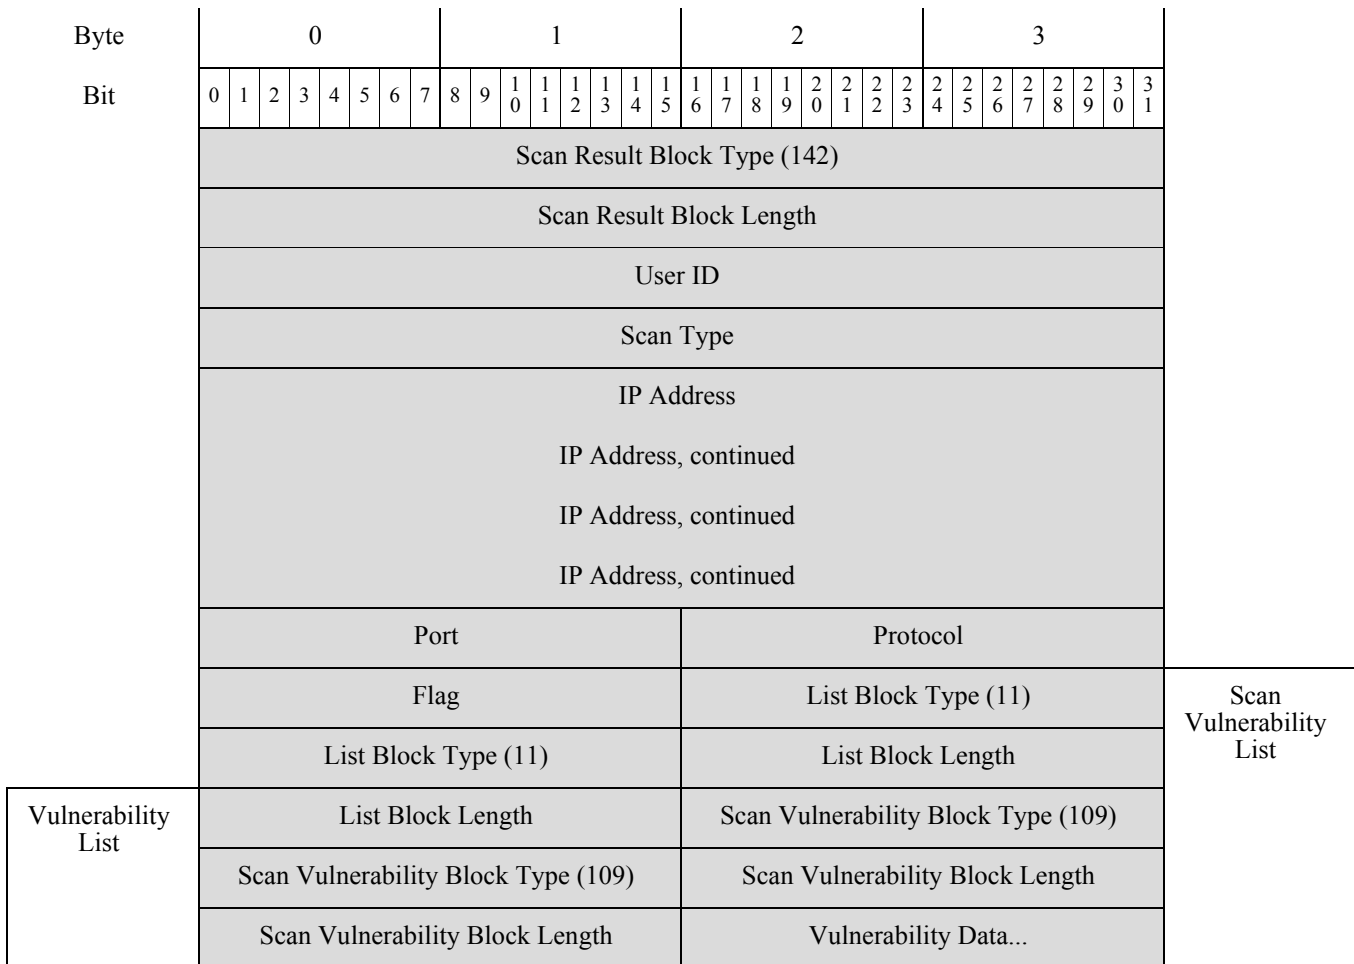 Byte 0 1 2 3
Bit 0 1 2 3 4 5 6 7 8 9 10 11 12 13 14 15 16 17 18 19 20 21 22 23 24 25 26 27 28 29 30 31
Scan Result Block Type (142)
Scan Result Block Length
User ID
Scan Type
IP Address
IP Address, continued
IP Address, continued
IP Address, continued
Port Protocol
Flag List Block Type (11) Scan
Vulnerability
List
List Block Type (11) List Block Length
Vulnerability
List
List Block Length Scan Vulnerability Block Type (109)
Scan Vulnerability Block Type (109) Scan Vulnerability Block Length
Scan Vulnerability Block Length Vulnerability Data...